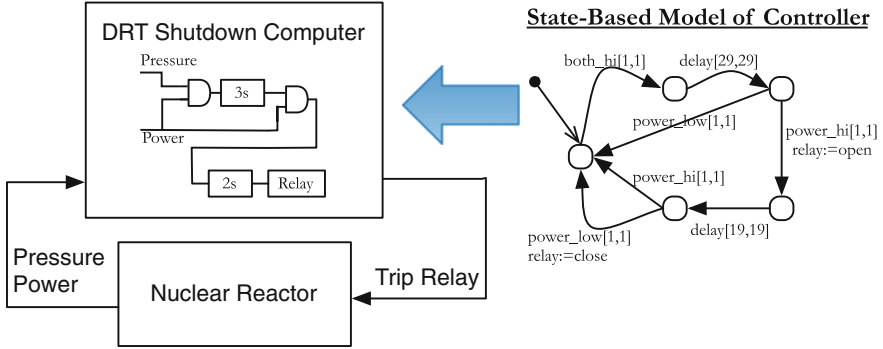 DRT Shutdown Computer
Pressure
3s
Power
2s
Relay
Pressure
Power
Nuclear Reactor
Trip Relay
State-Based Model of Controller
both_hi[1,1]
delay[29,29]
power_low[1,1]
power_hi[1,1]
relay:=open
power_hi[1,1]
delay[19,19]
power_low[1,1]
relay:=close